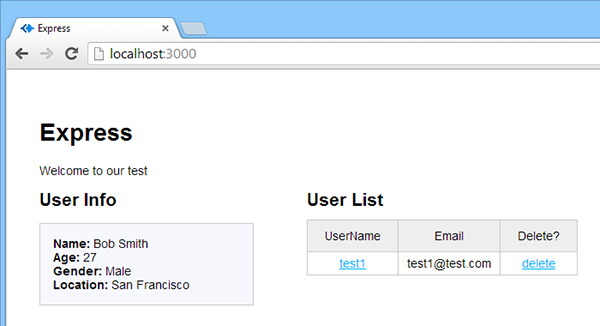 Express
localhost:3000
Express
Welcome to our test
User Info
Name: Bob Smith
Age: 27
Gender: Male
Location: San Francisco
User List
UserName Email Delete?
test1 test1@test.com delete